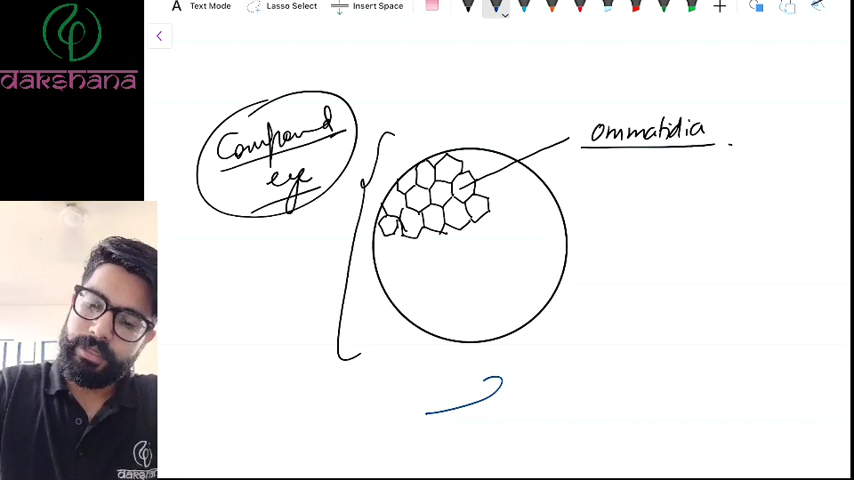 A Text Mode Lasso Select Insert Space
dakshana
Compound
eye
Ommatidia.